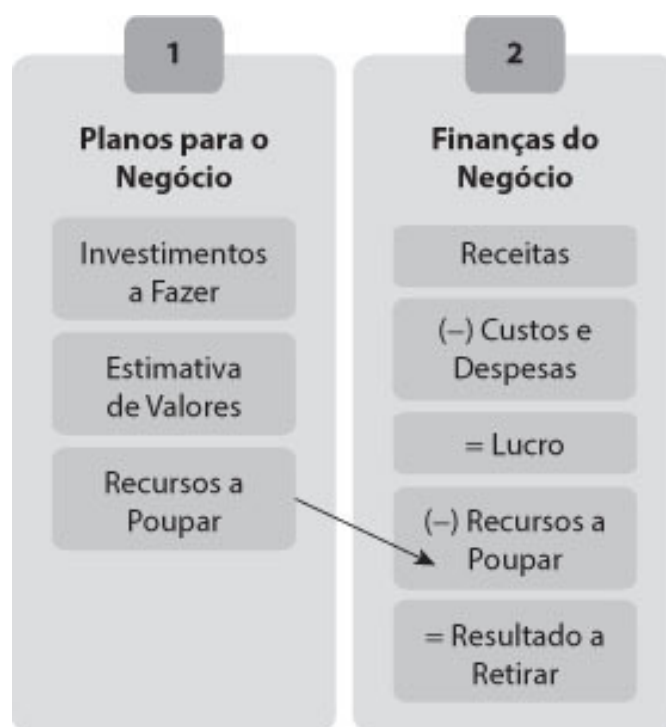 1
Planos para o
Negócio
Investimentos
a Fazer
Estimativa
de Valores
Recursos a
Poupar
2
Finanças do
Negócio
Receitas
(–) Custos e
Despesas
= Lucro
(–) Recursos a
Poupar
= Resultado a
Retirar